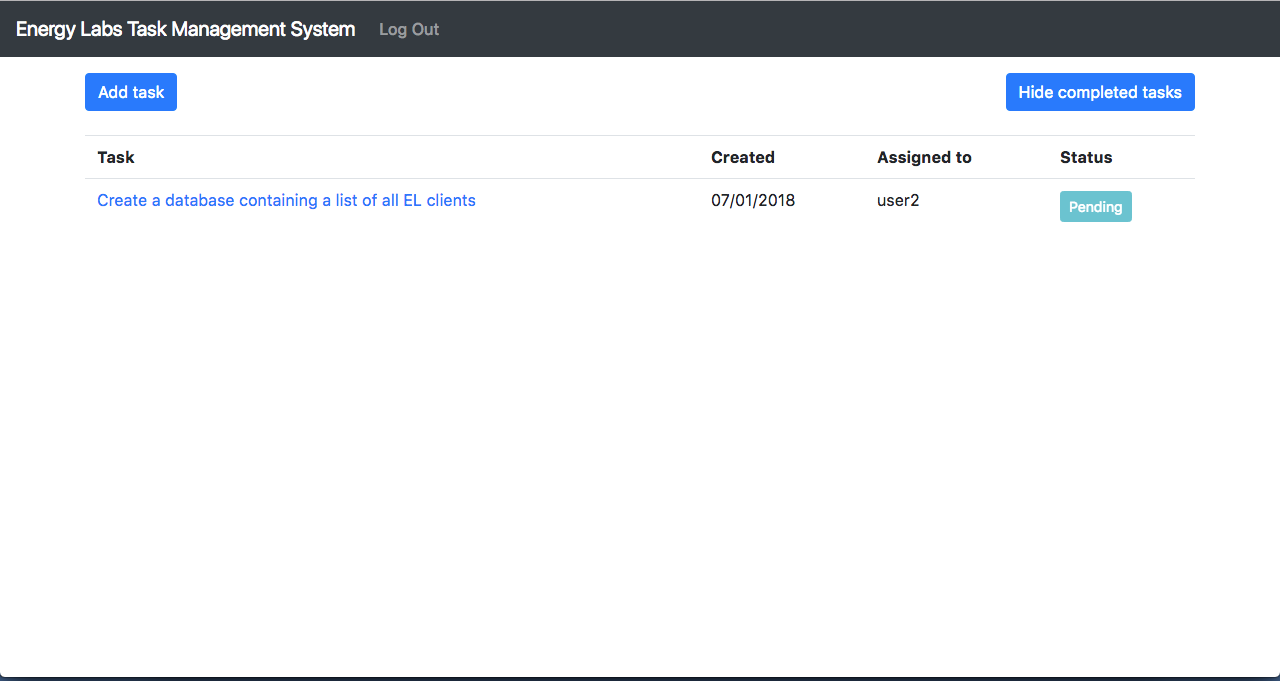 Energy Labs Task Management System Log Out
Add task Hide completed tasks
Task Created Assigned to Status
Create a database containing a list of all EL clients 07/01/2018 user2 Pending